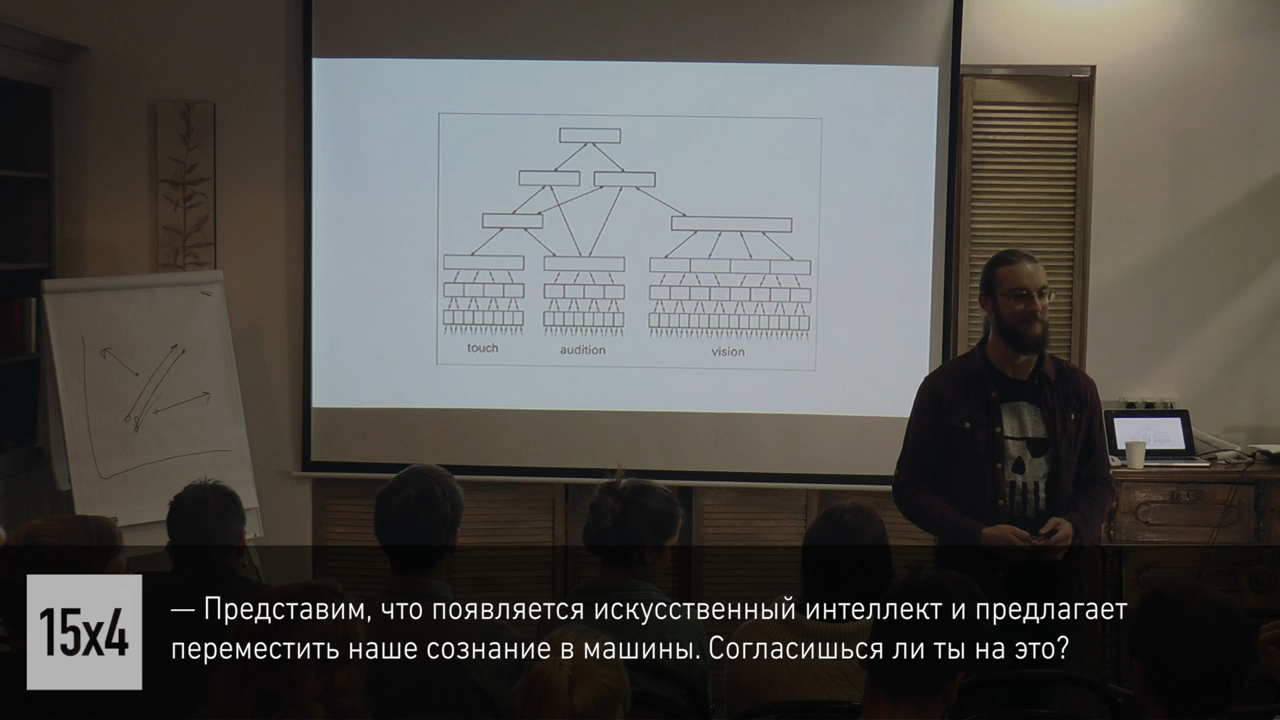 touch audition vision
15x4
— Представим, что появляется искусственный интеллект и предлагает
переместить наше сознание в машины. Согласишься ли ты на это?